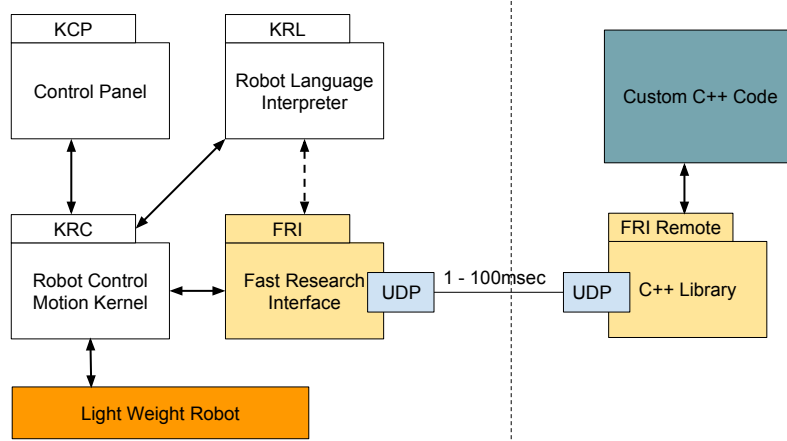 KCP
Control Panel
KRL
Robot Language
Interpreter
Custom C++ Code
KRC
Robot Control
Motion Kernel
FRI
Fast Research
Interface
UDP
1 - 100msec
UDP
FRI Remote
C++ Library
Light Weight Robot